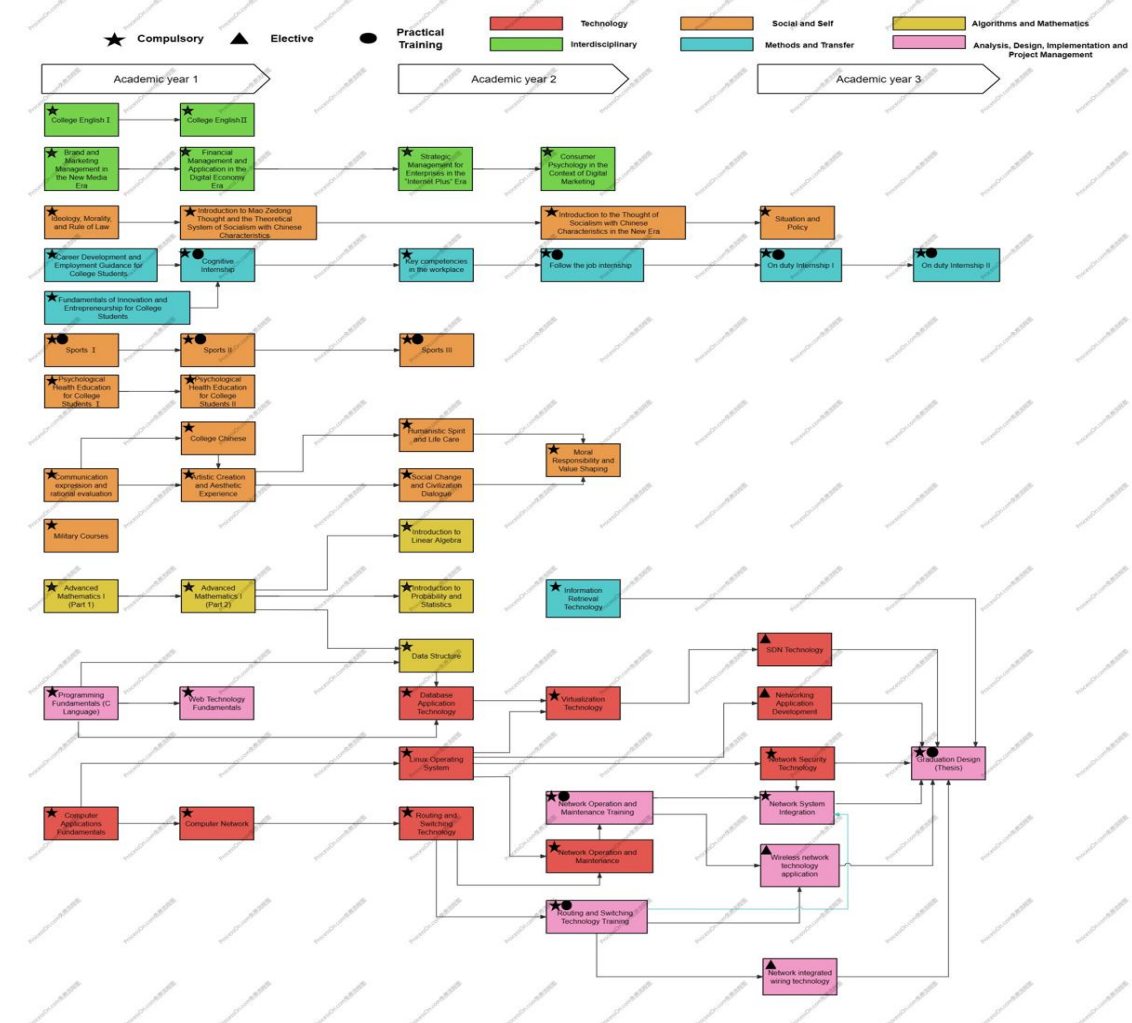 Compulsory
Elective
Practical
Training
Technology
Interdisciplinary
Social and Self
Methods and Transfer
Algorithms and Mathematics
Analysis, Design, Implementation and
Project Management
Academic year 1
Academic year 2
Academic year 3
College English I
College English II
Brand and
Marketing
Management in
the New Media
Era
Financial
Management and
Application in the
Digital Economy
Era
Strategic
Management for
Enterprises in the
"Internet Plus" Era
Consumer
Psychology in the
Context of Digital
Marketing
Ideology, Morality,
and Rule of Law
Introduction to Mao Zedong
Thought and the Theoretical
System of Socialism with Chinese
Characteristics
Introduction to the Thought of
Socialism with Chinese
Characteristics in the New Era
Situation and
Policy
Career Development and
Employment Guidance for
College Students
Cognitive
Internship
Key competencies
in the workplace
Follow the job internship
On duty Internship I
On duty Internship II
Fundamentals of Innovation and
Entrepreneurship for College
Students
Sports I
Sports II
Sports III
Psychological
Health Education
for College
Students I
Psychological
Health Education
for College
Students II
College Chinese
Humanistic Spirit
and Life Care
Moral
Responsibility and
Value Shaping
Communication
expression and
rational evaluation
Artistic Creation
and Aesthetic
Experience
Social Change
and Civilization
Dialogue
Military Courses
Introduction to
Linear Algebra
Advanced
Mathematics I
(Part 1)
Advanced
Mathematics I
(Part 2)
Introduction to
Probability and
Statistics
Information
Retrieval
Technology
Data Structure
SDN Technology
Programming
Fundamentals (C
Language)
Web Technology
Fundamentals
Database
Application
Technology
Virtualization
Technology
Networking
Application
Development
Linux Operating
System
Network Security
Technology
Graduation Design
(Thesis)
Computer
Applications
Fundamentals
Computer Network
Routing and
Switching
Technology
Network Operation and
Maintenance Training
Network System
Integration
Network Operation and
Maintenance
Wireless network
technology
application
Routing and Switching
Technology Training
Network integrated
wiring technology